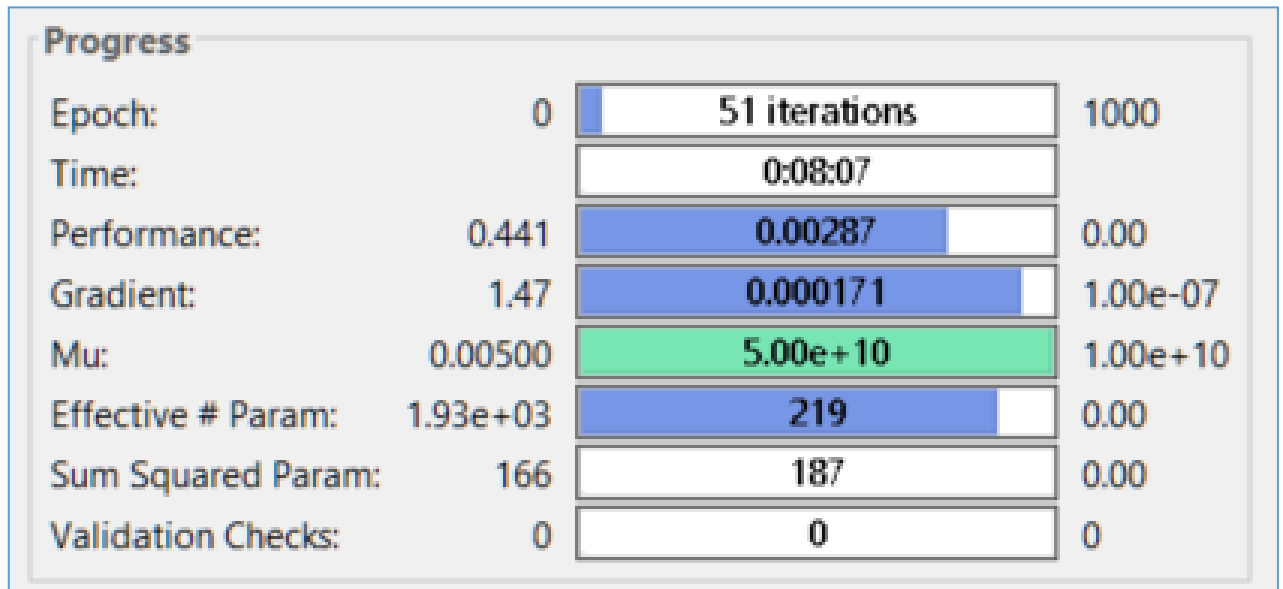 Progress
Epoch: 0 51 iterations 1000
Time: 0:08:07
Performance: 0.441 0.00287 0.00
Gradient: 1.47 0.000171 1.00e-07
Mu: 0.00500 5.00e+10 1.00e+10
Effective # Param: 1.93e+03 219 0.00
Sum Squared Param: 166 187 0.00
Validation Checks: 0 0 0